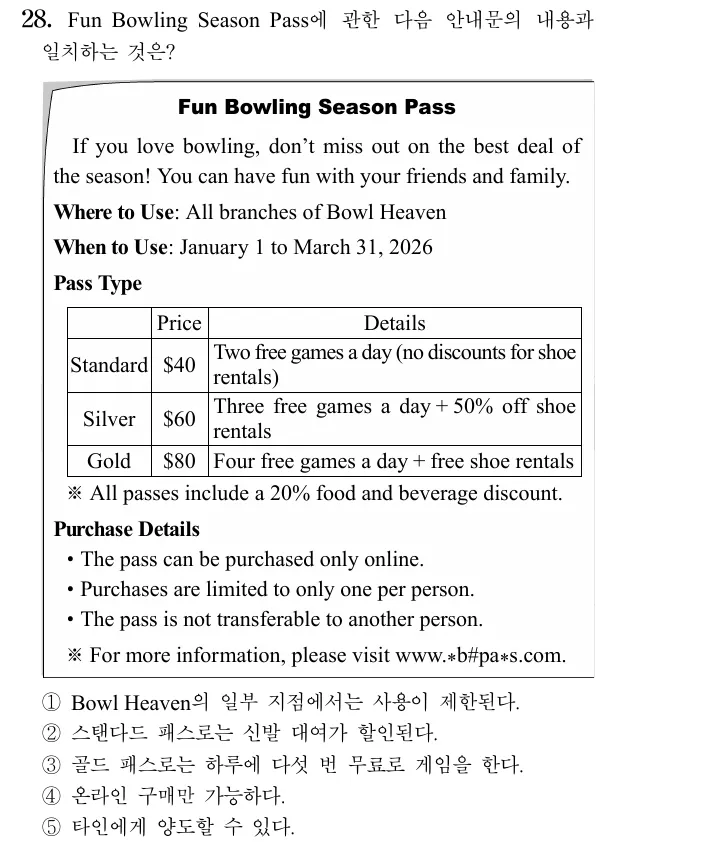 28. Fun Bowling Season Pass에 관한 다음 안내문의 내용과
일치하는 것은?
Fun Bowling Season Pass
If you love bowling, don't miss out on the best deal of
the season! You can have fun with your friends and family.
Where to Use: All branches of Bowl Heaven
When to Use: January 1 to March 31, 2026
Pass Type
Price Details
Standard $40 Two free games a day (no discounts for shoe
rentals)
Silver $60 Three free games a day + 50% off shoe
rentals
Gold $80 Four free games a day + free shoe rentals
※ All passes include a 20% food and beverage discount.
Purchase Details
• The pass can be purchased only online.
• Purchases are limited to only one per person.
• The pass is not transferable to another person.
※ For more information, please visit www.*b#pa*s.com.
① Bowl Heaven의 일부 지점에서는 사용이 제한된다.
② 스탠다드 패스로는 신발 대여가 할인된다.
③ 골드 패스로는 하루에 다섯 번 무료로 게임을 한다.
④ 온라인 구매만 가능하다.
⑤ 타인에게 양도할 수 있다.